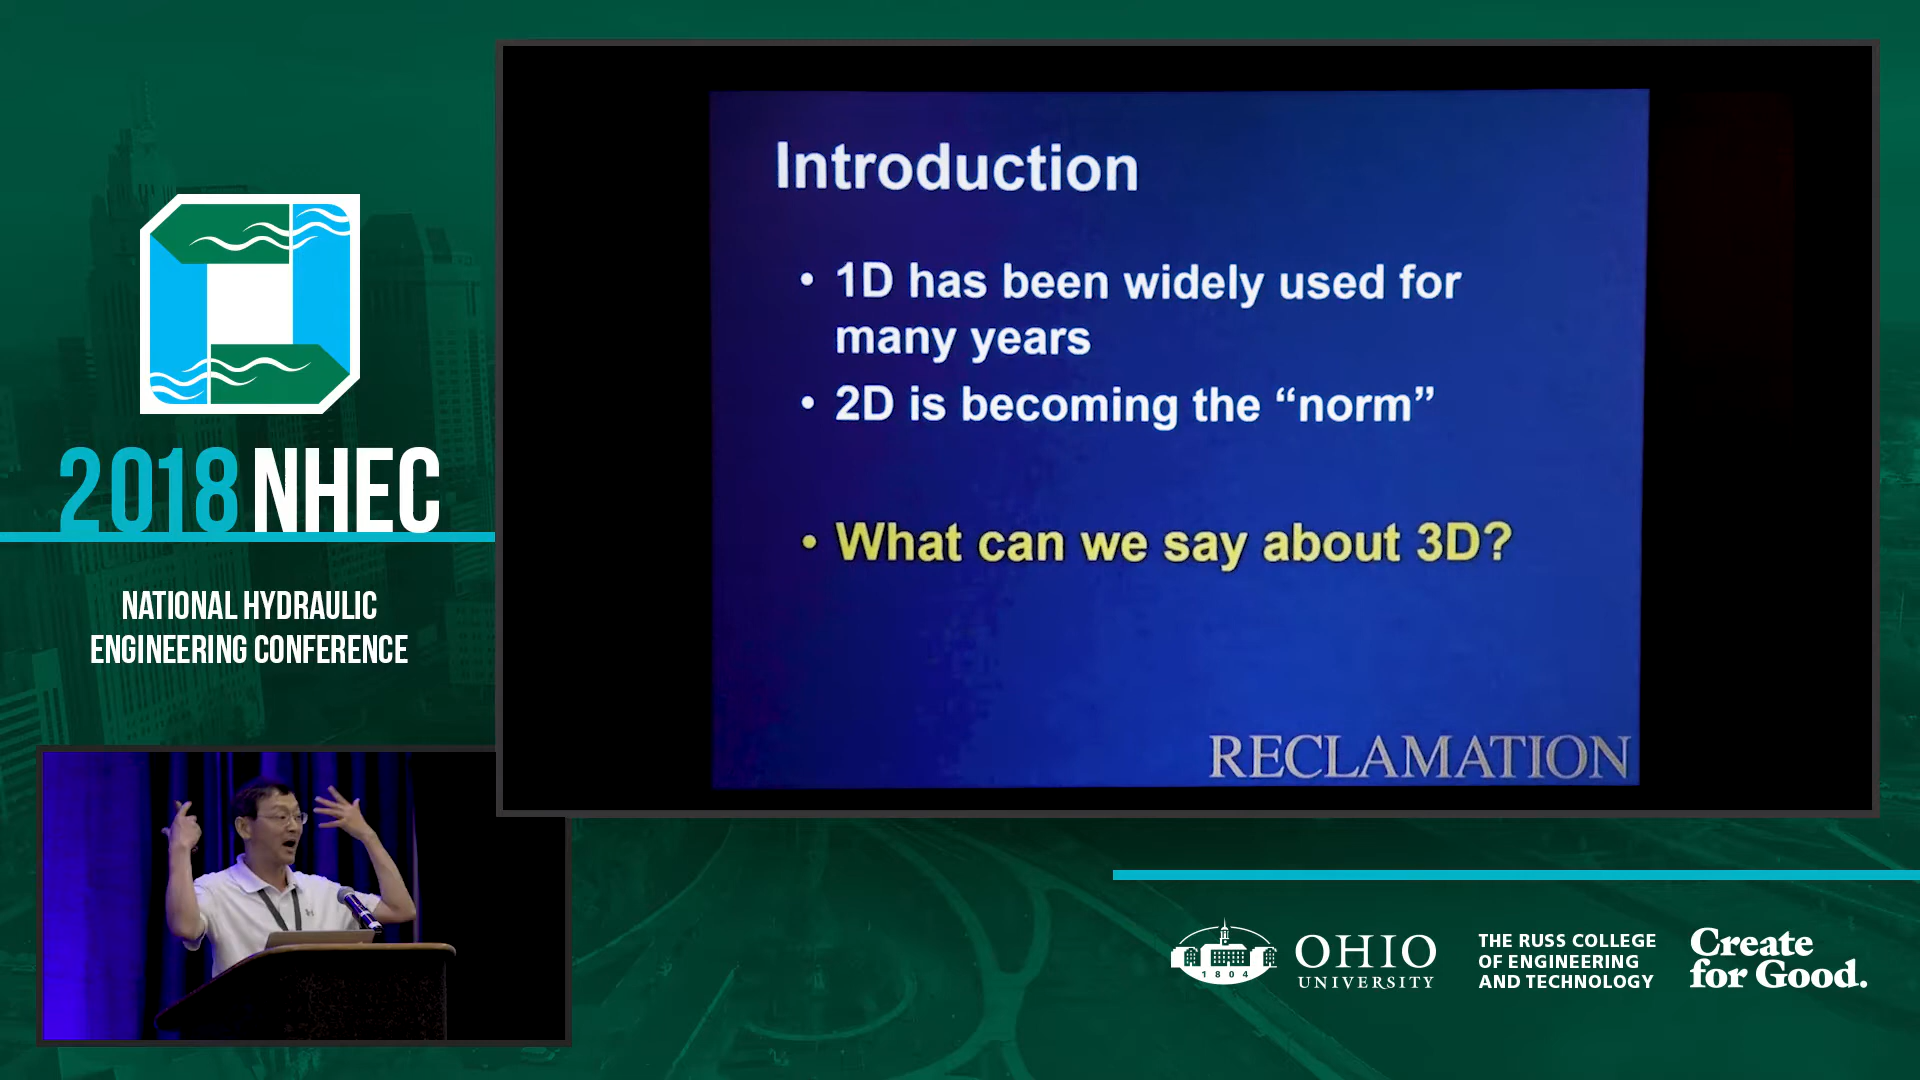 2018 NHEC
NATIONAL HYDRAULIC
ENGINEERING CONFERENCE
Introduction
• 1D has been widely used for
many years
• 2D is becoming the “norm”
• What can we say about 3D?
RECLAMATION
1804
OHIO
UNIVERSITY
THE RUSS COLLEGE
OF ENGINEERING
AND TECHNOLOGY
Create
for Good.